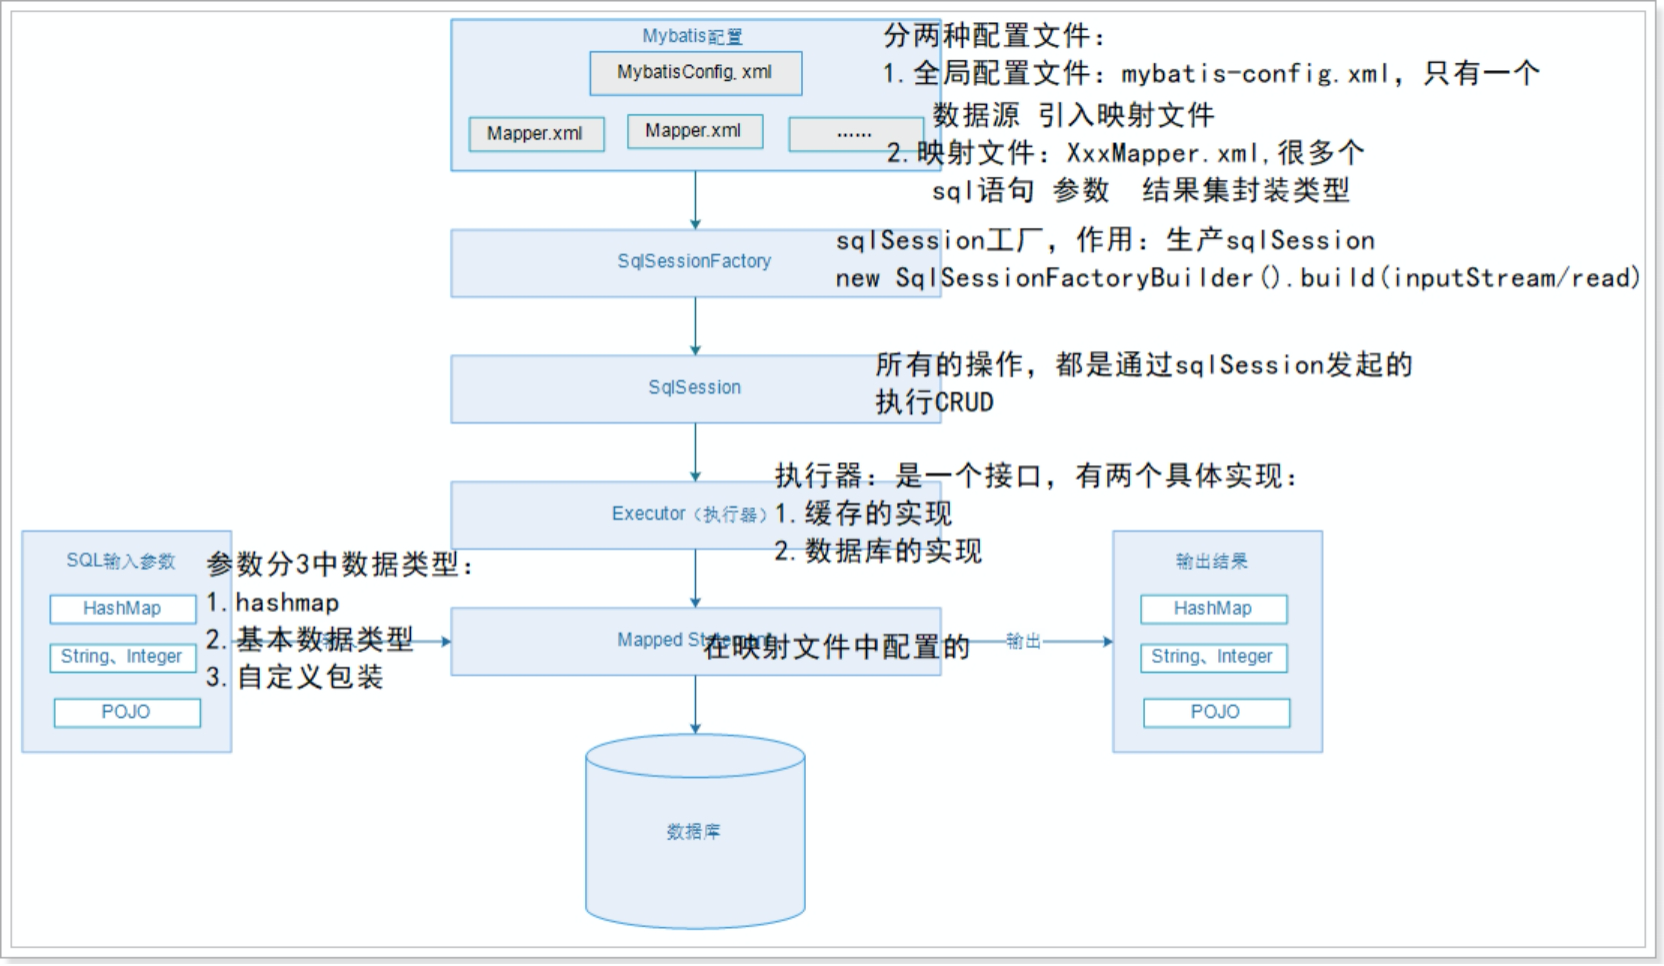 Mybatis配置
MybatisConfig.xml
Mapper.xml
Mapper.xml
......
分两种配置文件：
1.全局配置文件：mybatis-config.xml，只有一个
数据源 引入映射文件
2.映射文件：XxxMapper.xml,很多个
sql语句 参数 结果集封装类型
SqlSessionFactory
sqlSession工厂，作用：生产sqlSession
new SqlSessionFactoryBuilder().build(inputStream/read)
SqlSession
所有的操作，都是通过sqlSession发起的
执行CRUD
Executor（执行器）
执行器：是一个接口，有两个具体实现：
1.缓存的实现
2.数据库的实现
SQL输入参数
HashMap
String、Integer
POJO
参数分3中数据类型：
1.hashmap
2.基本数据类型
3.自定义包装
Mapped Statement
在映射文件中配置的
输出
输出结果
HashMap
String、Integer
POJO
数据库